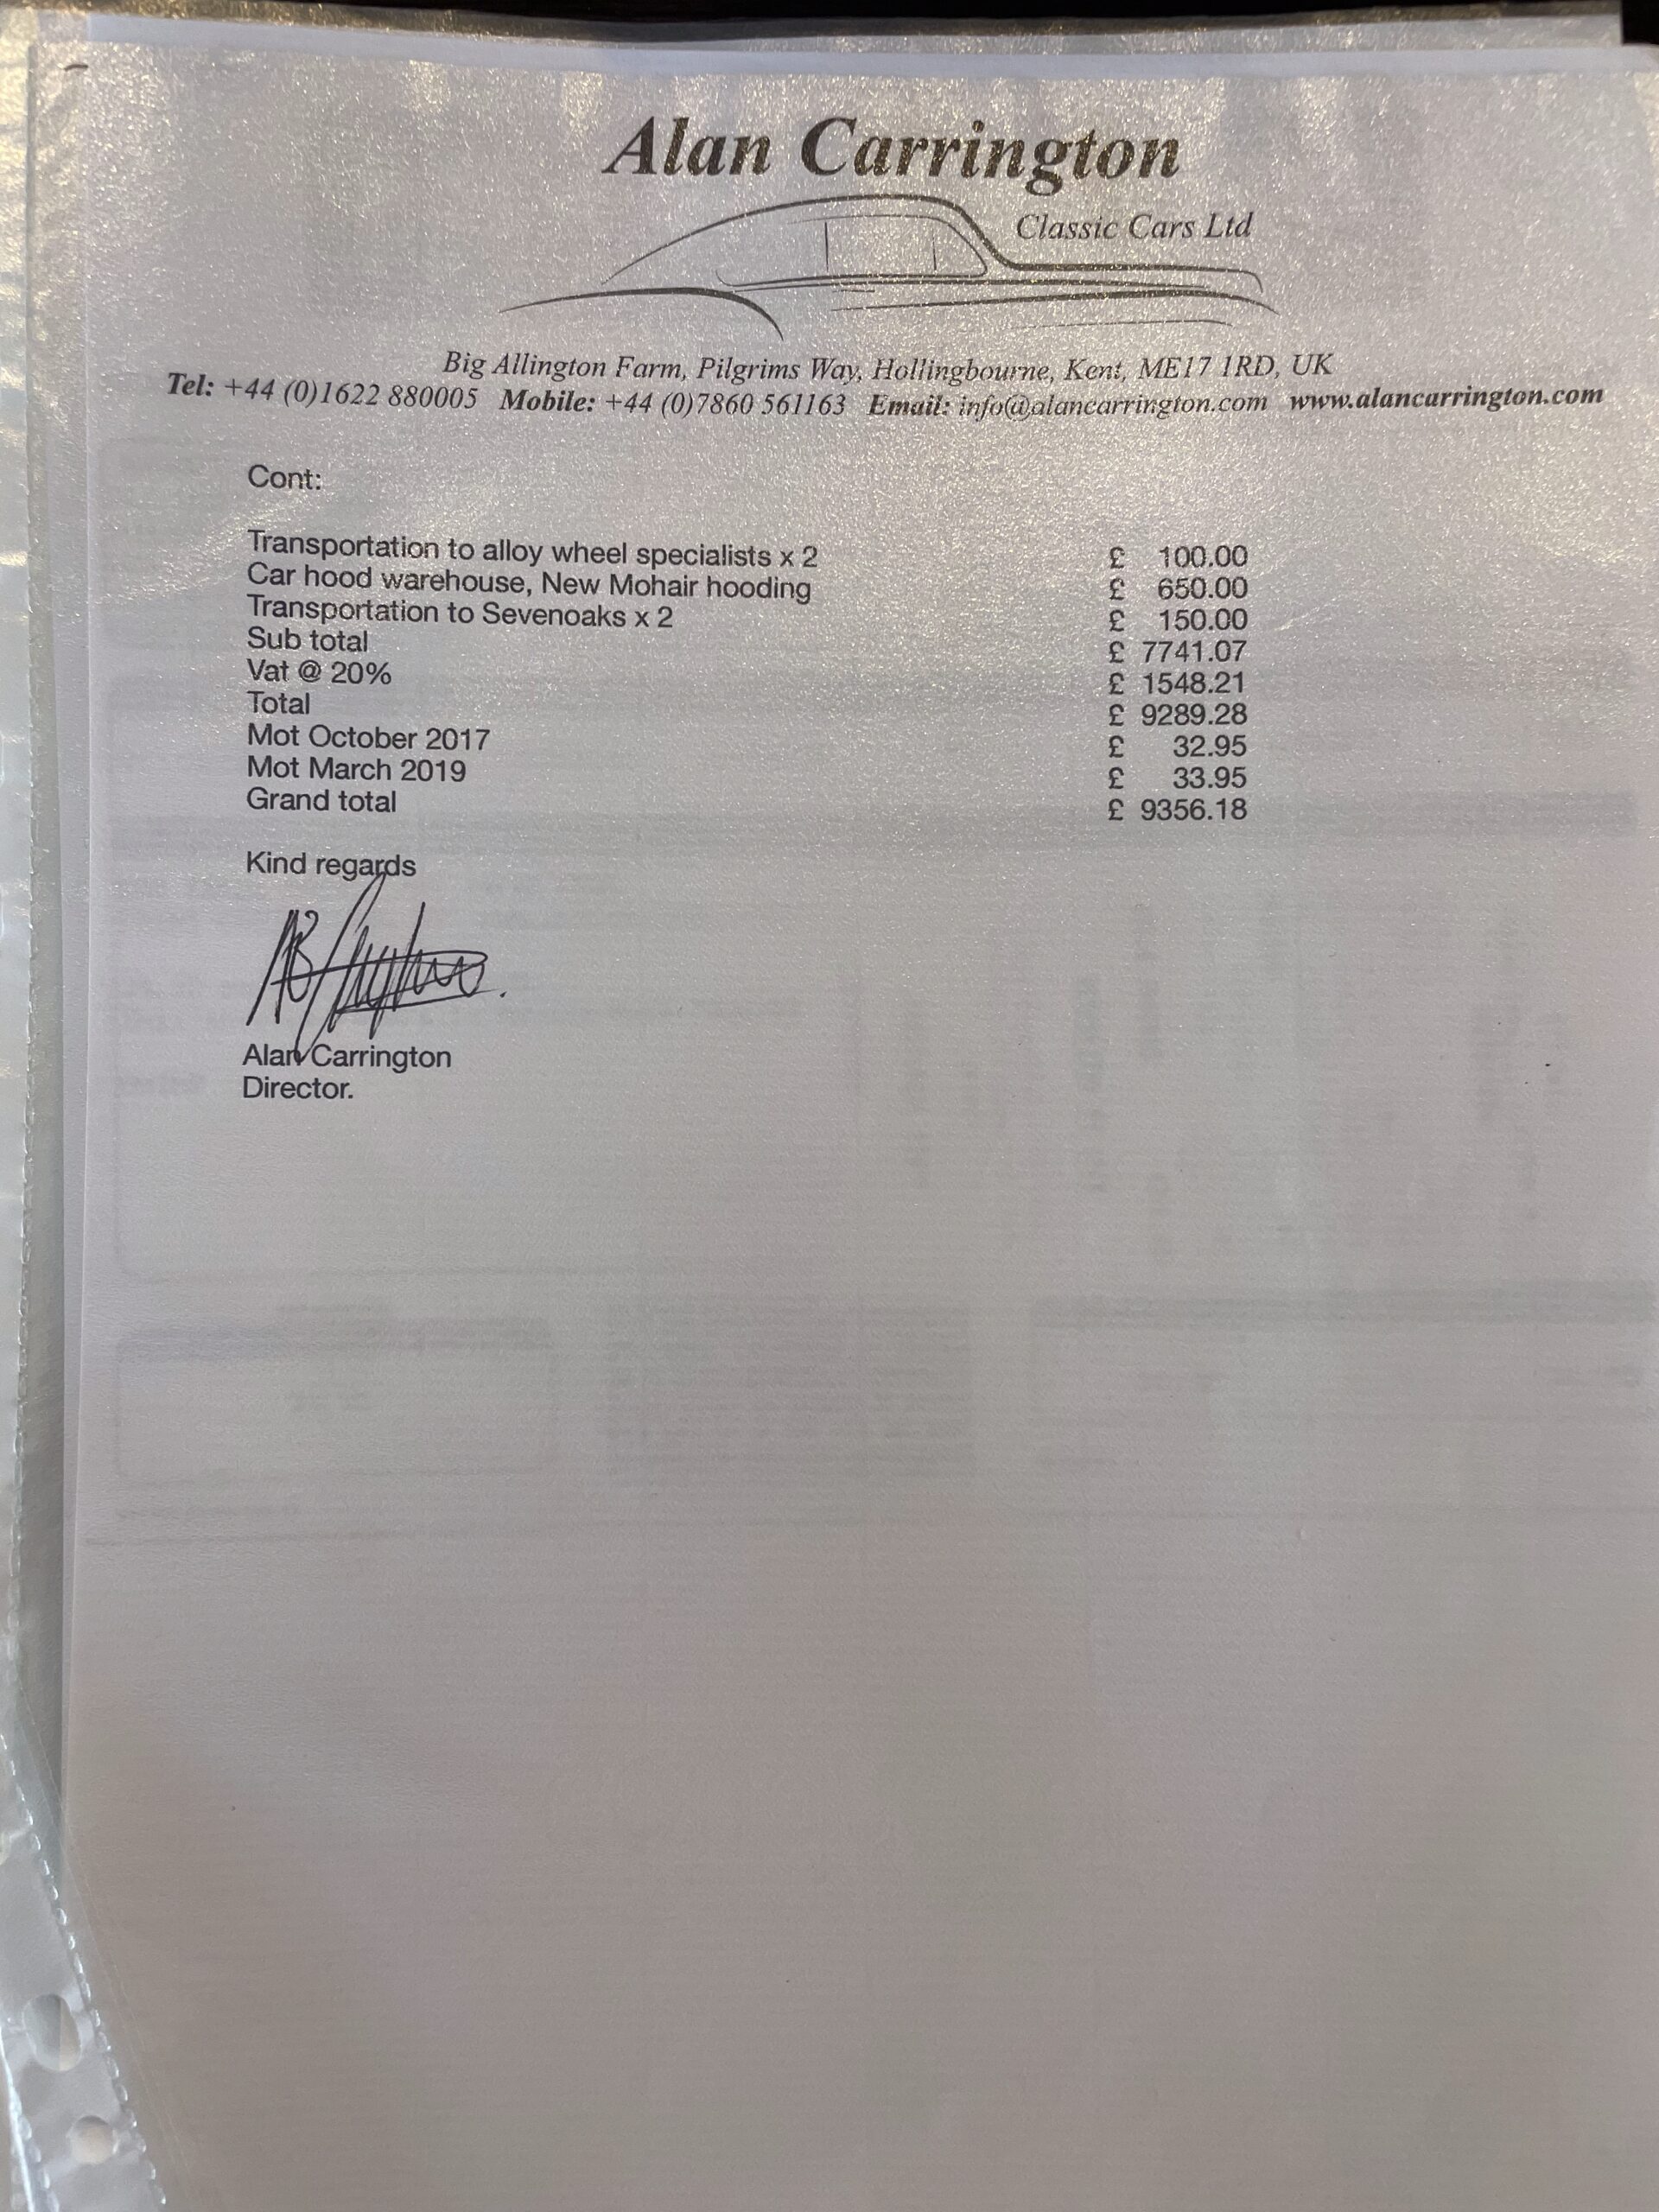 Alan Carrington
Classic Cars Ltd
Big Allington Farm, Pilgrims Way, Hollingbourne, Kent, ME17 1RD, UK
Tel: +44 (0)1622 880005 Mobile: +44 (0)7860 561163 Email: info@alancarrington.com www.alancarrington.com
Cont:
Transportation to alloy wheel specialists x 2 £ 100.00
Car hood warehouse, New Mohair hooding £ 650.00
Transportation to Sevenoaks x 2 £ 150.00
Sub total £ 7741.07
Vat @ 20% £ 1548.21
Total £ 9289.28
Mot October 2017 £ 32.95
Mot March 2019 £ 33.95
Grand total £ 9356.18
Kind regards
Alan Carrington
Director.